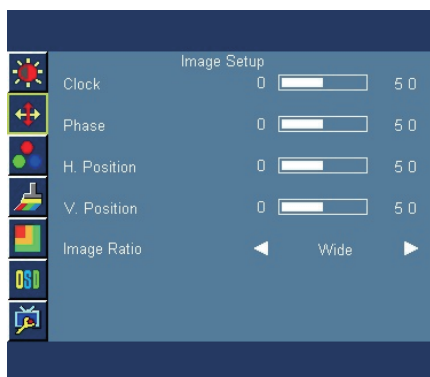 Image Setup
Clock 0 50
Phase 0 50
H. Position 0 50
V. Position 0 50
Image Ratio Wide
OSD